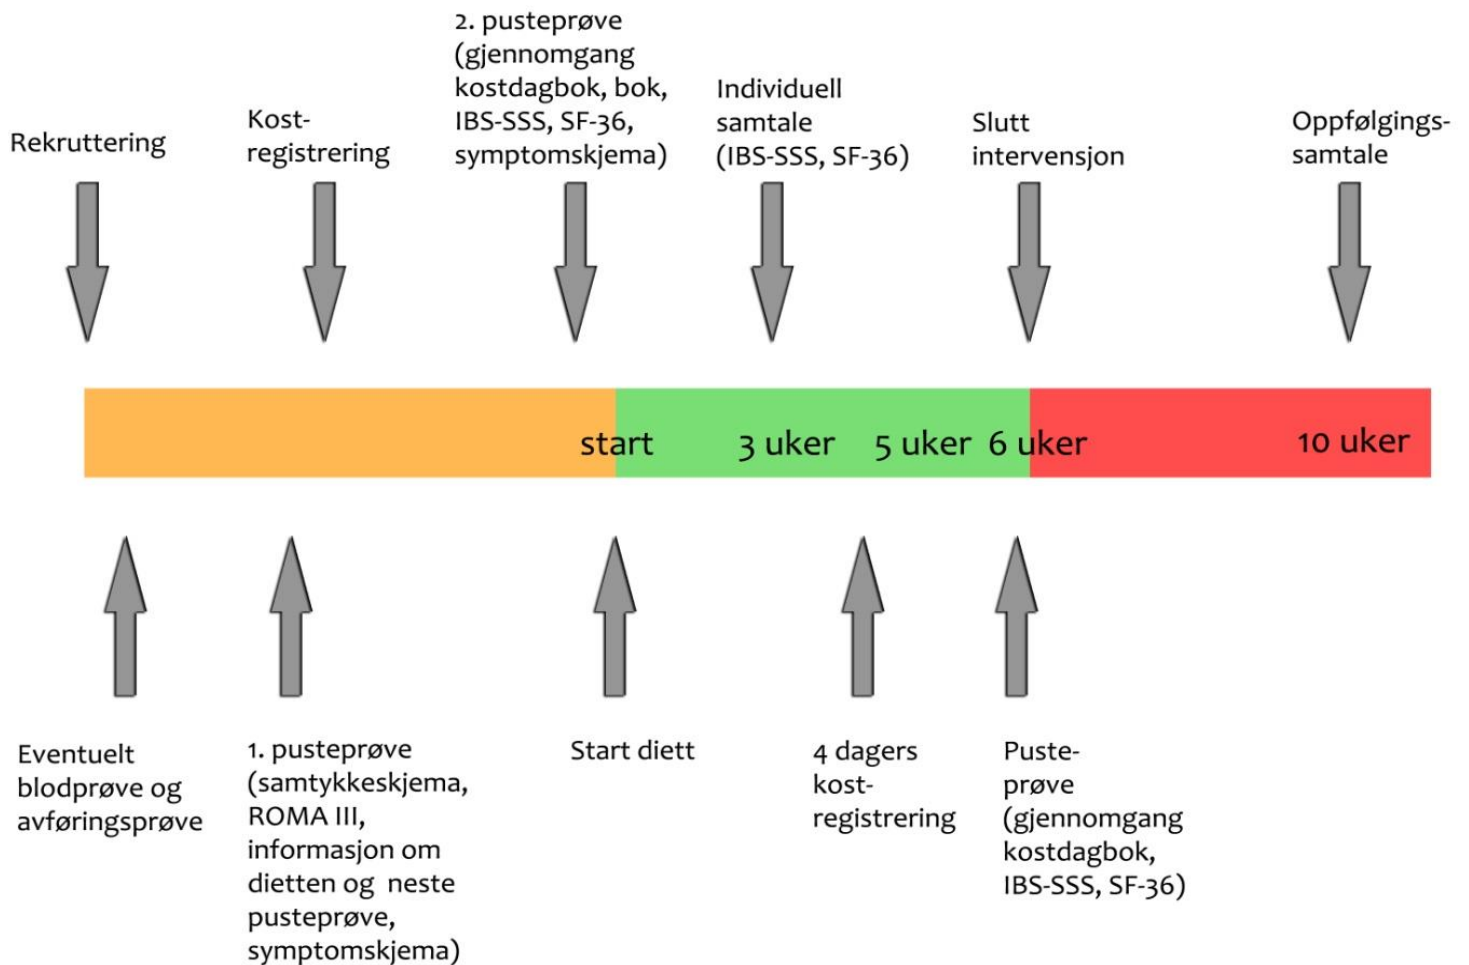 Rekruttering
Kost-
registrering
2. pusteprøve
(gjennomgang
kostdagbok, bok,
IBS-SSS, SF-36,
symptomskjema)
Individuell
samtale
(IBS-SSS, SF-36)
Slutt
intervensjon
Oppfølgings-
samtale
start 3 uker 5 uker 6 uker 10 uker
Eventuelt
blodprøve og
avføringsprøve
1. pusteprøve
(samtykkeskjema,
ROMA III,
informasjon om
dietten og neste
pusteprøve,
symptomskjema)
Start diett
4 dagers
kost-
registrering
Puste-
prøve
(gjennomgang
kostdagbok,
IBS-SSS, SF-36)